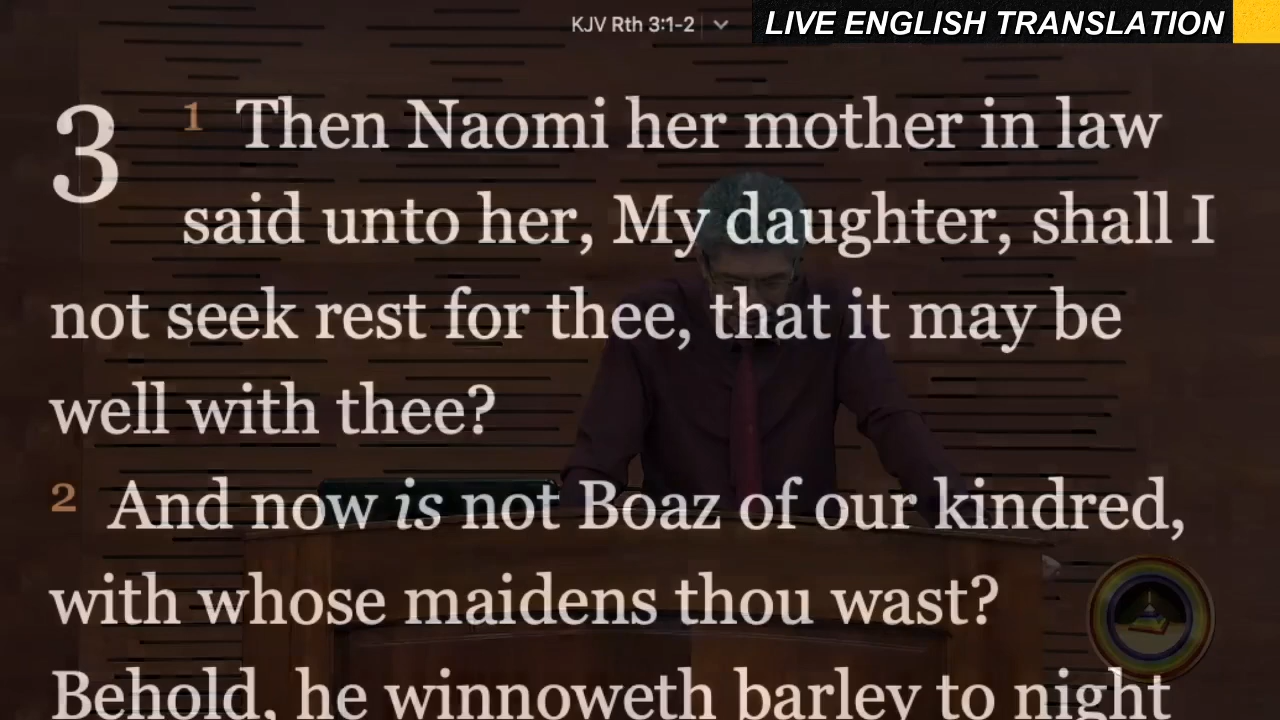 KJV Rth 3:1-2
LIVE ENGLISH TRANSLATION
3 1 Then Naomi her mother in law
said unto her, My daughter, shall I
not seek rest for thee, that it may be
well with thee?
2 And now is not Boaz of our kindred,
with whose maidens thou wast?
Behold, he winnoweth barley to night